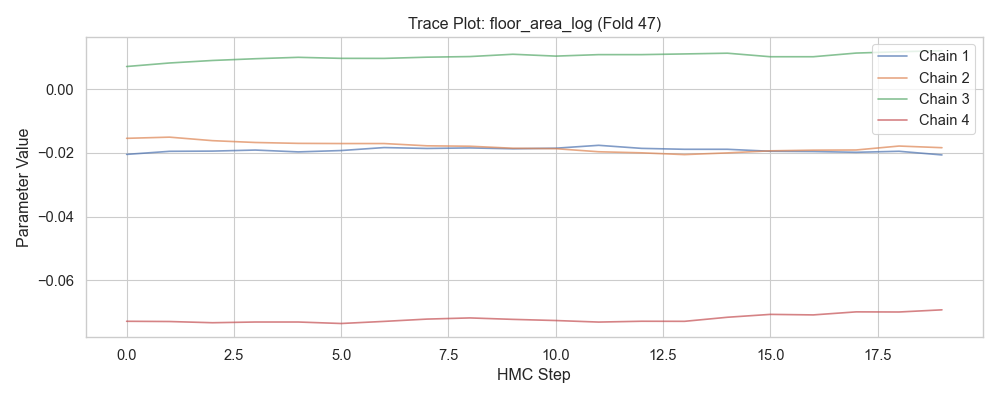 Trace Plot: floor_area_log (Fold 47)
Parameter Value
0.00
−0.02
−0.04
−0.06
Chain 1
Chain 2
Chain 3
Chain 4
0.0 2.5 5.0 7.5 10.0 12.5 15.0 17.5
HMC Step